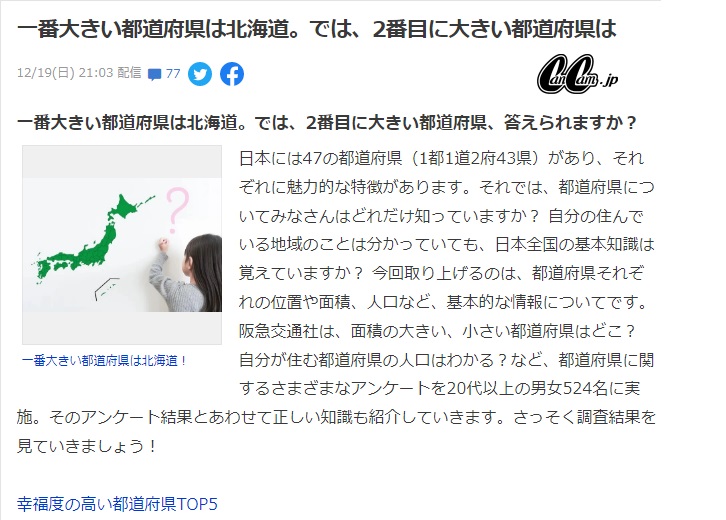 一番大きい都道府県は北海道。では、2番目に大きい都道府県は
12/19(日) 21:03 配信 77
CanCam.jp
一番大きい都道府県は北海道。では、2番目に大きい都道府県、答えられますか？
?
一番大きい都道府県は北海道！
日本には47の都道府県（1都1道2府43県）があり、それ
ぞれに魅力的な特徴があります。それでは、都道府県につ
いてみなさんはどれだけ知っていますか？ 自分の住んで
いる地域のことは分かっていても、日本全国の基本知識は
覚えていますか？ 今回取り上げるのは、都道府県それぞ
れの位置や面積、人口など、基本的な情報についてです。
阪急交通社は、面積の大きい、小さい都道府県はどこ？
自分が住む都道府県の人口はわかる？など、都道府県に関
するさまざまなアンケートを20代以上の男女524名に実
施。そのアンケート結果とあわせて正しい知識も紹介していきます。さっそく調査結果を
見ていきましょう！
幸福度の高い都道府県TOP5